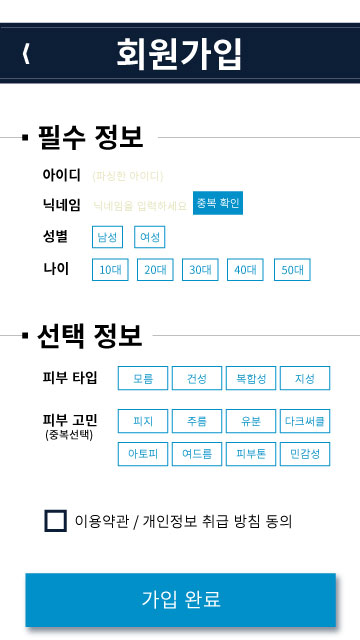 회원가입
필수 정보
아이디 (파싱한 아이디)
닉네임 닉네임을 입력하세요 중복 확인
성별 남성 여성
나이 10대 20대 30대 40대 50대
선택 정보
피부 타입 모름 건성 복합성 지성
피부 고민 피지 주름 유분 다크써클
(중복선택)
아토피 여드름 피부톤 민감성
이용약관 / 개인정보 취급 방침 동의
가입 완료